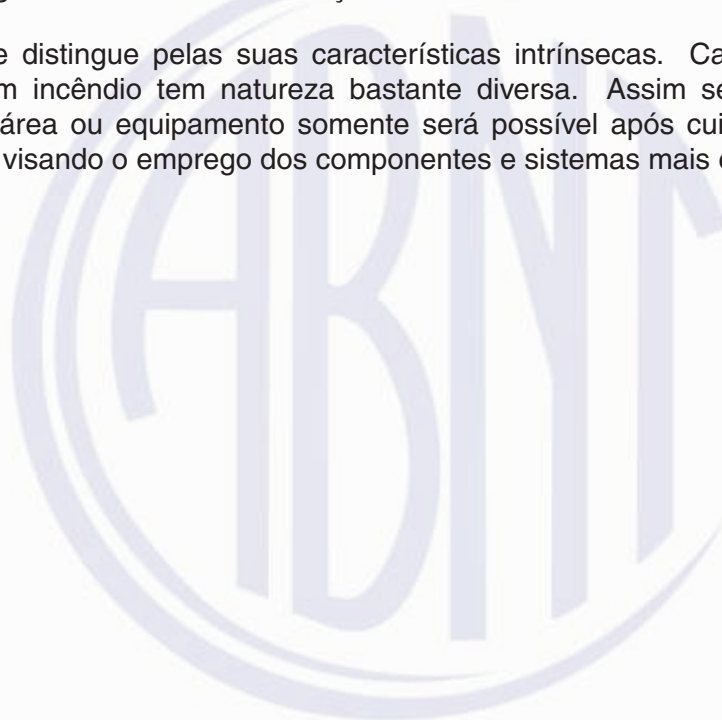 e distingue pelas suas características intrínsecas. Ca
m incêndio tem natureza bastante diversa. Assim se
área ou equipamento somente será possível após cui
visando o emprego dos componentes e sistemas mais
ABNT